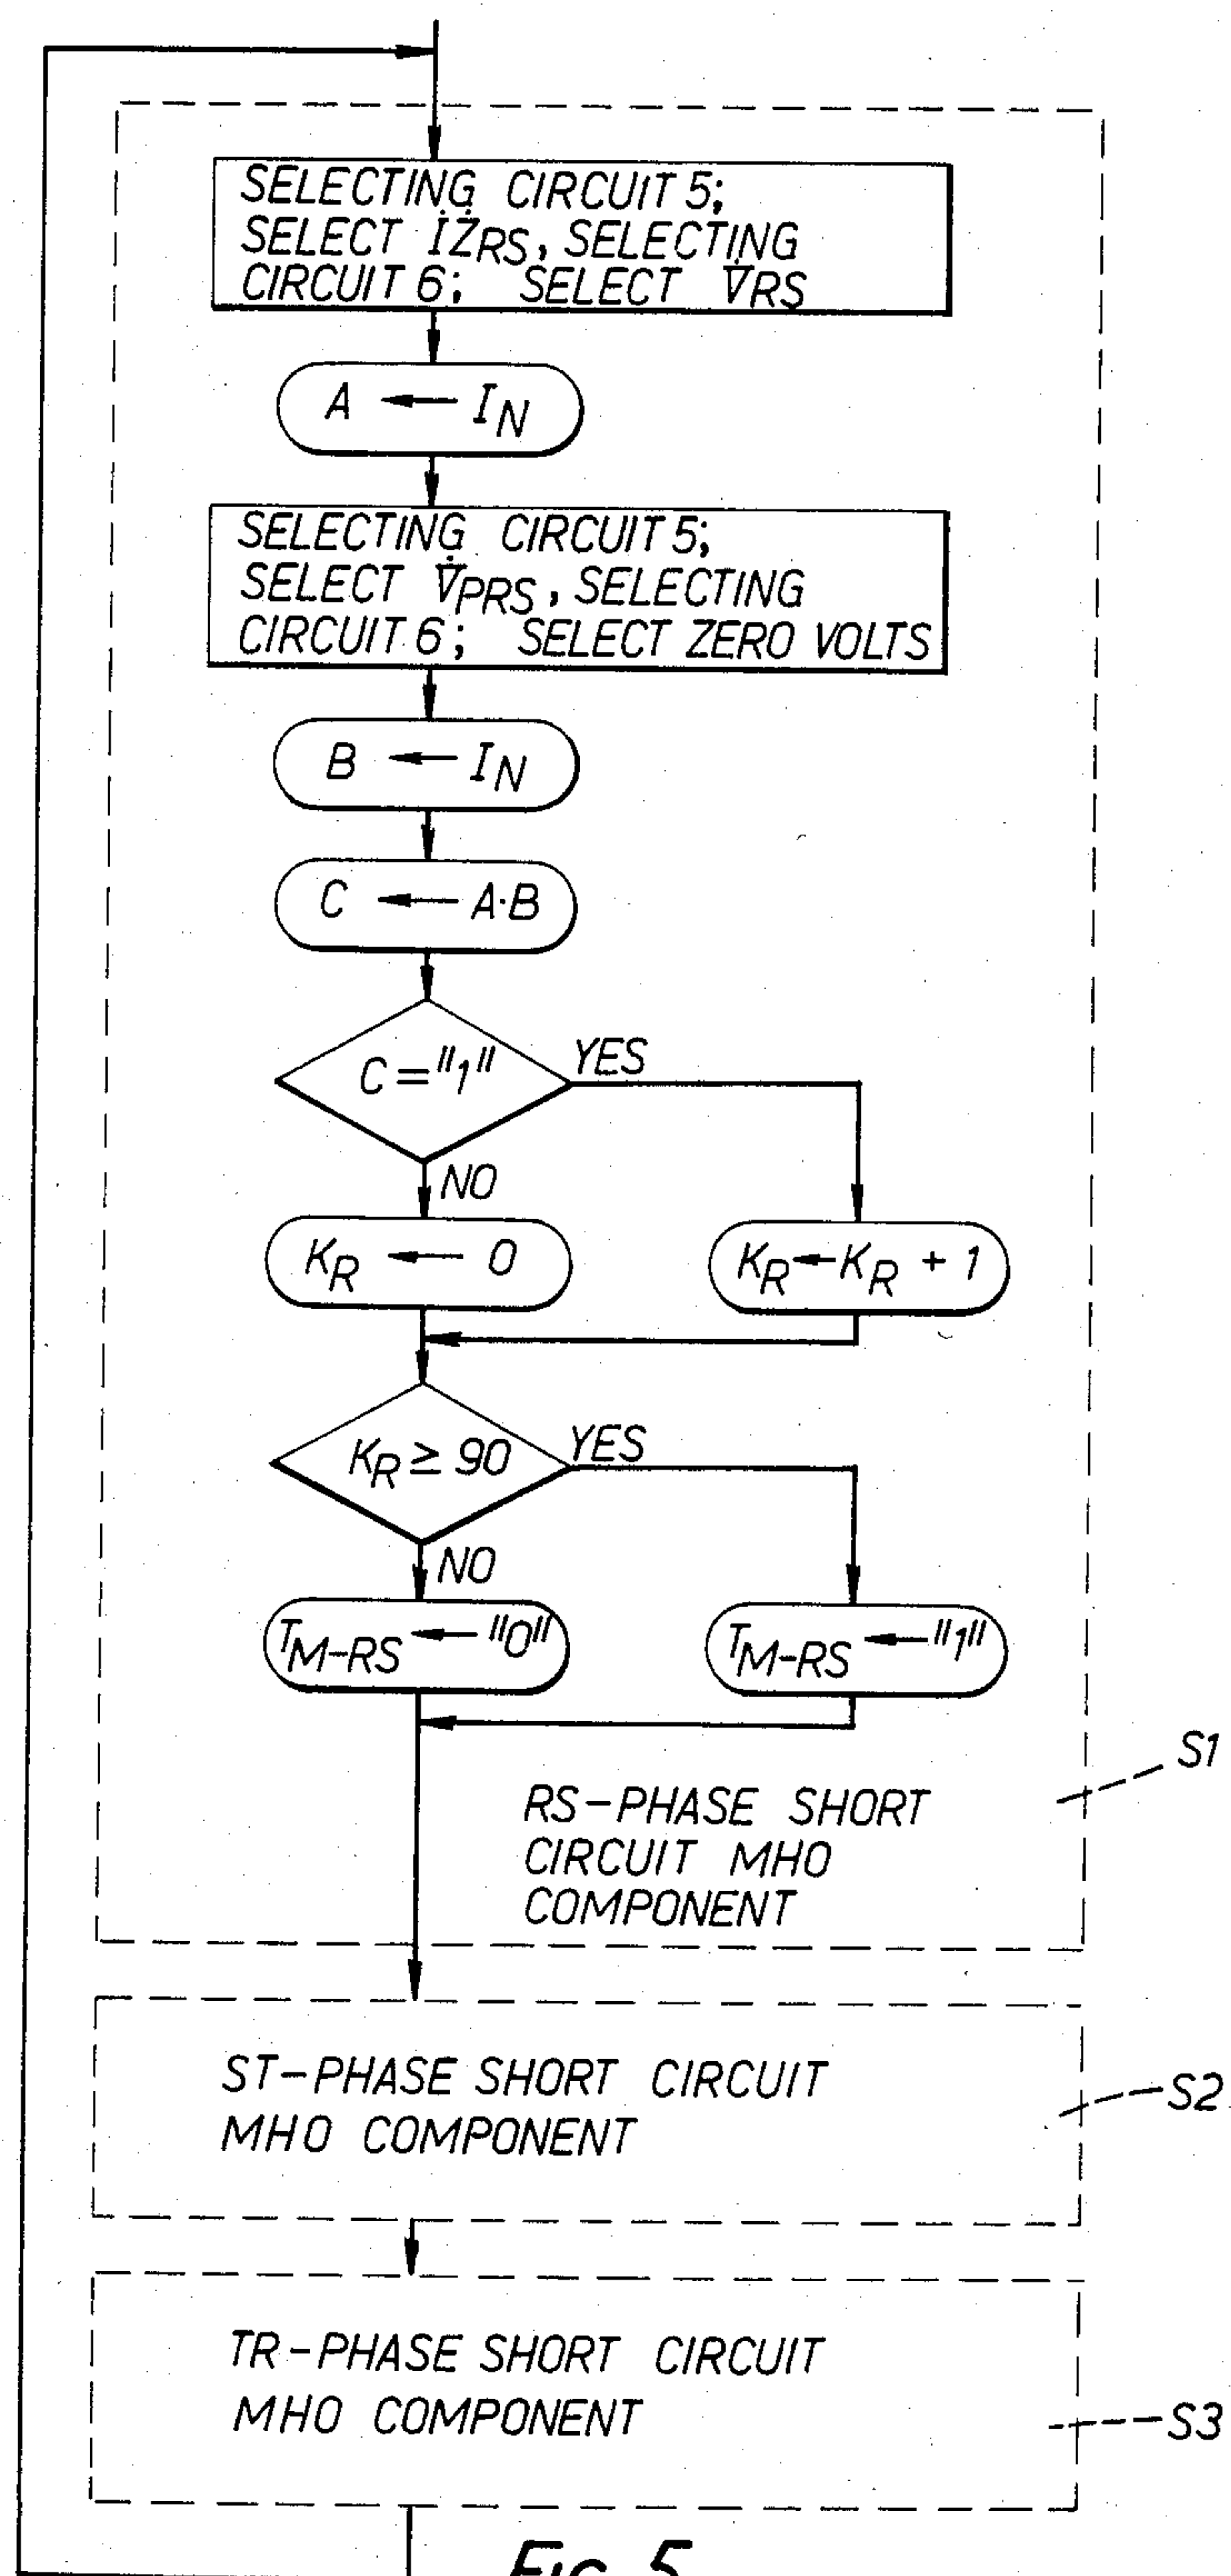 SELECTING CIRCUIT 5;
SELECT İŻRS, SELECTING
CIRCUIT 6; SELECT V̇RS
A ← IN
SELECTING CIRCUIT 5;
SELECT V̇PRS, SELECTING
CIRCUIT 6; SELECT ZERO VOLTS
B ← IN
C ← A·B
C = "1"
YES
NO
KR ← 0
KR ← KR + 1
KR ≥ 90
YES
NO
TM-RS ← "0"
TM-RS ← "1"
S1
RS-PHASE SHORT
CIRCUIT MHO
COMPONENT
ST-PHASE SHORT CIRCUIT
MHO COMPONENT
S2
TR-PHASE SHORT CIRCUIT
MHO COMPONENT
S3
FIG. 5